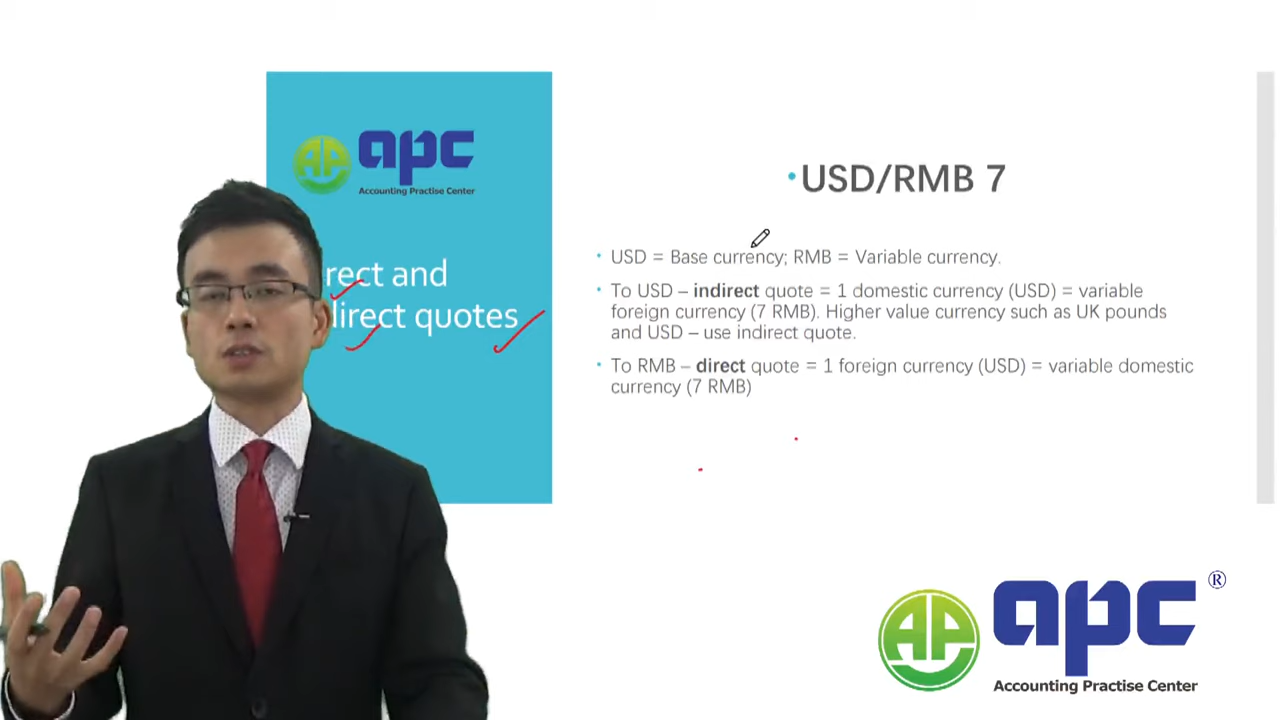 AP apc
Accounting Practise Center
rect and
direct quotes
•USD/RMB 7
• USD = Base currency; RMB = Variable currency.
• To USD – indirect quote = 1 domestic currency (USD) = variable
foreign currency (7 RMB). Higher value currency such as UK pounds
and USD – use indirect quote.
• To RMB – direct quote = 1 foreign currency (USD) = variable domestic
currency (7 RMB)
AP apc ®
Accounting Practise Center